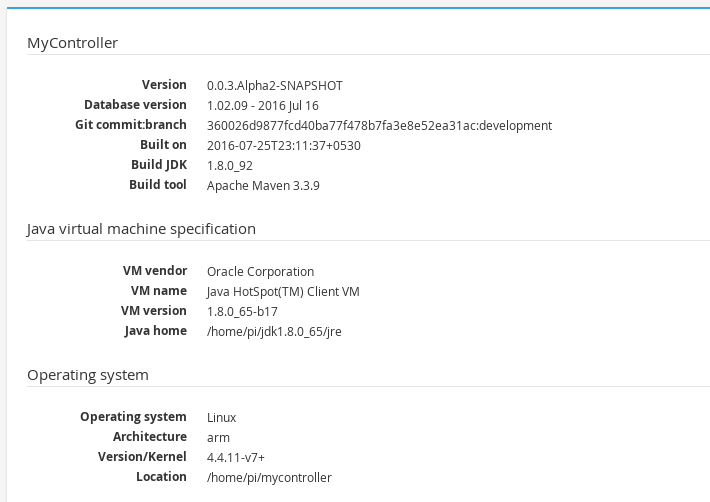 MyController
Version 0.0.3.Alpha2-SNAPSHOT
Database version 1.02.09 - 2016 Jul 16
Git commit:branch 360026d9877fcd40ba77f478b7fa3e8e52ea31ac:development
Built on 2016-07-25T23:11:37+0530
Build JDK 1.8.0_92
Build tool Apache Maven 3.3.9
Java virtual machine specification
VM vendor Oracle Corporation
VM name Java HotSpot(TM) Client VM
VM version 1.8.0_65-b17
Java home /home/pi/jdk1.8.0_65/jre
Operating system
Operating system Linux
Architecture arm
Version/Kernel 4.4.11-v7+
Location /home/pi/mycontroller